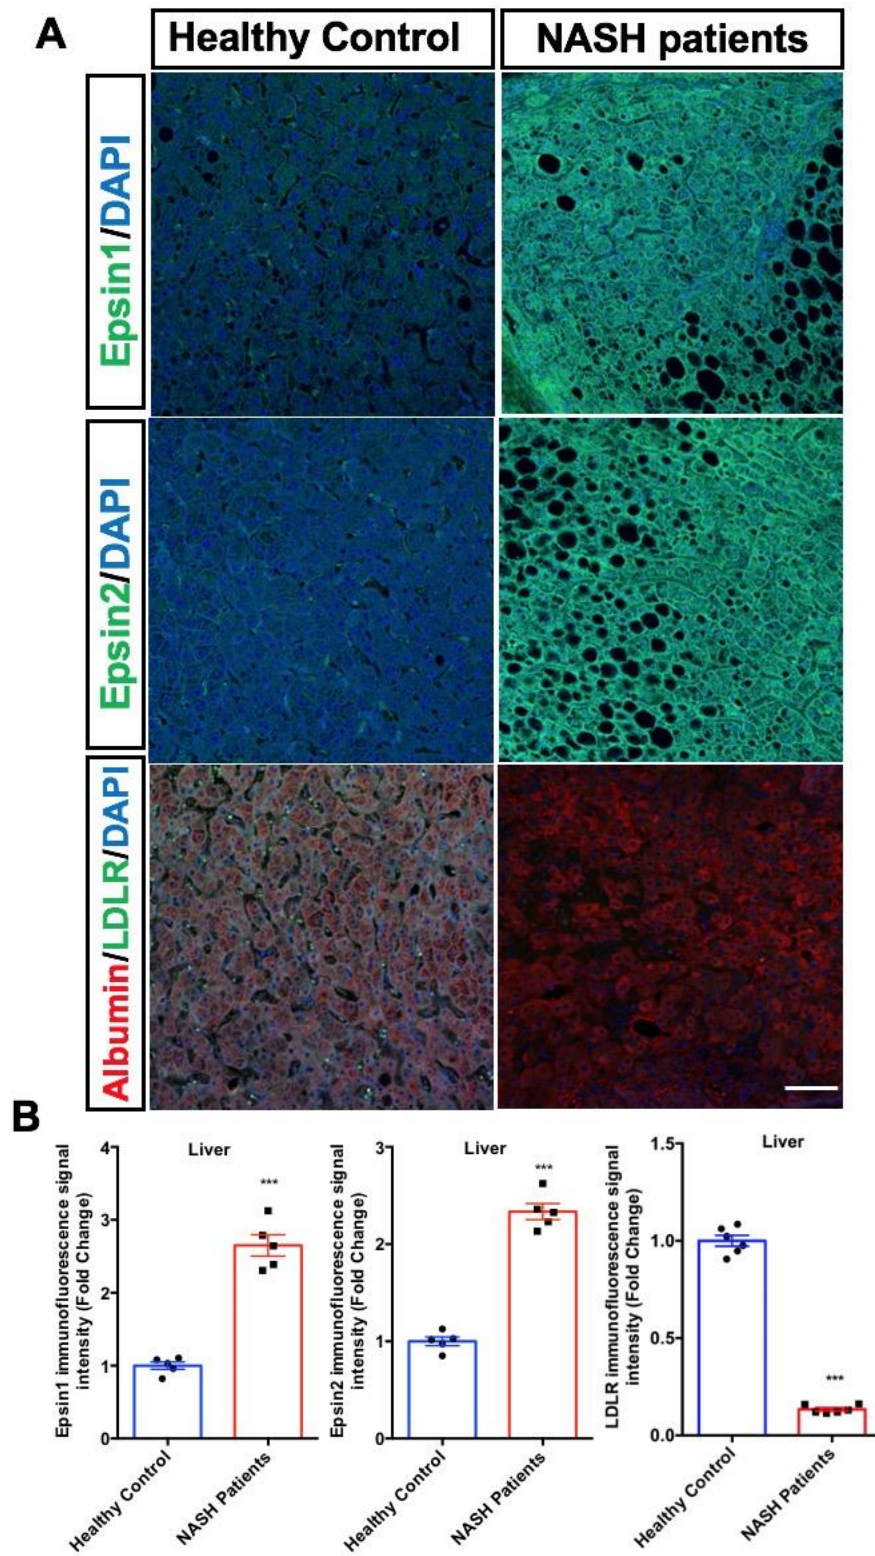 A
Healthy Control
NASH patients
Epsin1/DAPI
Epsin2/DAPI
Albumin/LDLR/DAPI
B
Epsin1 immunofluorescence signal
intensity (Fold Change)
Liver
***
4
3
2
1
0
Healthy Control
NASH Patients
Epsin2 immunofluorescence signal
intensity (Fold Change)
Liver
***
3
2
1
0
Healthy Control
NASH Patients
LDLR immunofluorescence signal
intensity (Fold Change)
Liver
***
1.5
1.0
0.5
0.0
Healthy Control
NASH Patients